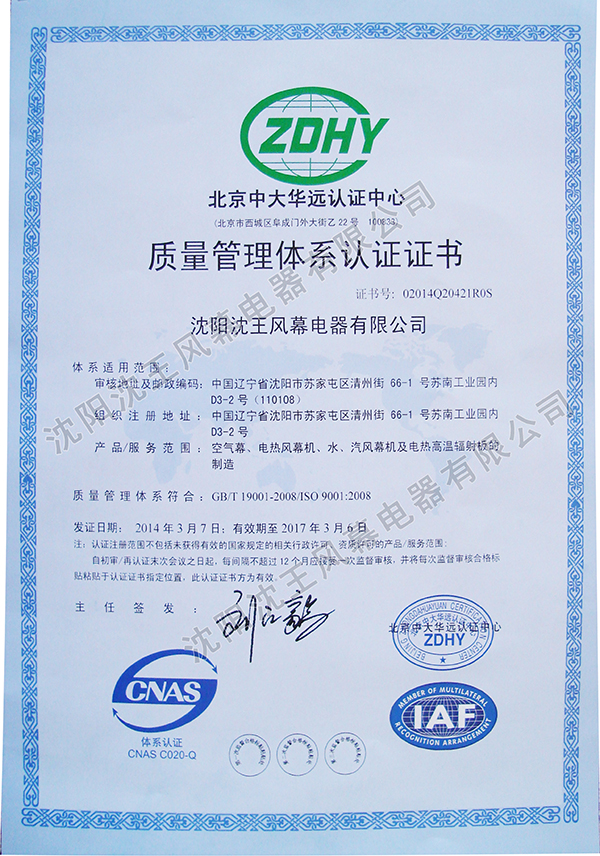 ZDHY
北京中大华远认证中心
(北京市西城区阜成门外大街乙22号 100833)
质量管理体系认证证书
证书号: 02014Q20421R0S
沈阳沈王风幕电器有限公司
体系适用范围:
审核地址及邮政编码: 中国辽宁省沈阳市苏家屯区清州街 66-1 号苏南工业园内
D3-2号(110108)
组织注册地址: 中国辽宁省沈阳市苏家屯区清州街 66-1 号苏南工业园内
D3-2号
产品/服务范围: 空气幕、电热风幕机、水、汽风幕机及电热高温辐射板的
制造
质量管理体系符合: GB/T 19001-2008/ISO 9001:2008
发证日期: 2014年3月7日; 有效期至2017年3月6日
注: 认证注册范围不包括未获得有效的国家规定的相关行政许可、资质许可的产品/服务范围;
自初审/再认证末次会议之日起, 每间隔不超过12个月应接受一次监督审核, 并将每次监督审核合格标
贴粘贴于认证证书指定位置, 此认证证书方为有效。
主任签发:
北京中大华远认证中心
ZDHY
CNAS
体系认证
CNAS C020-Q
MEMBER OF MULTILATERAL
IAF
RECOGNITION ARRANGEMENT
沈阳沈王风幕电器有限公司
沈阳沈王风幕电器有限公司